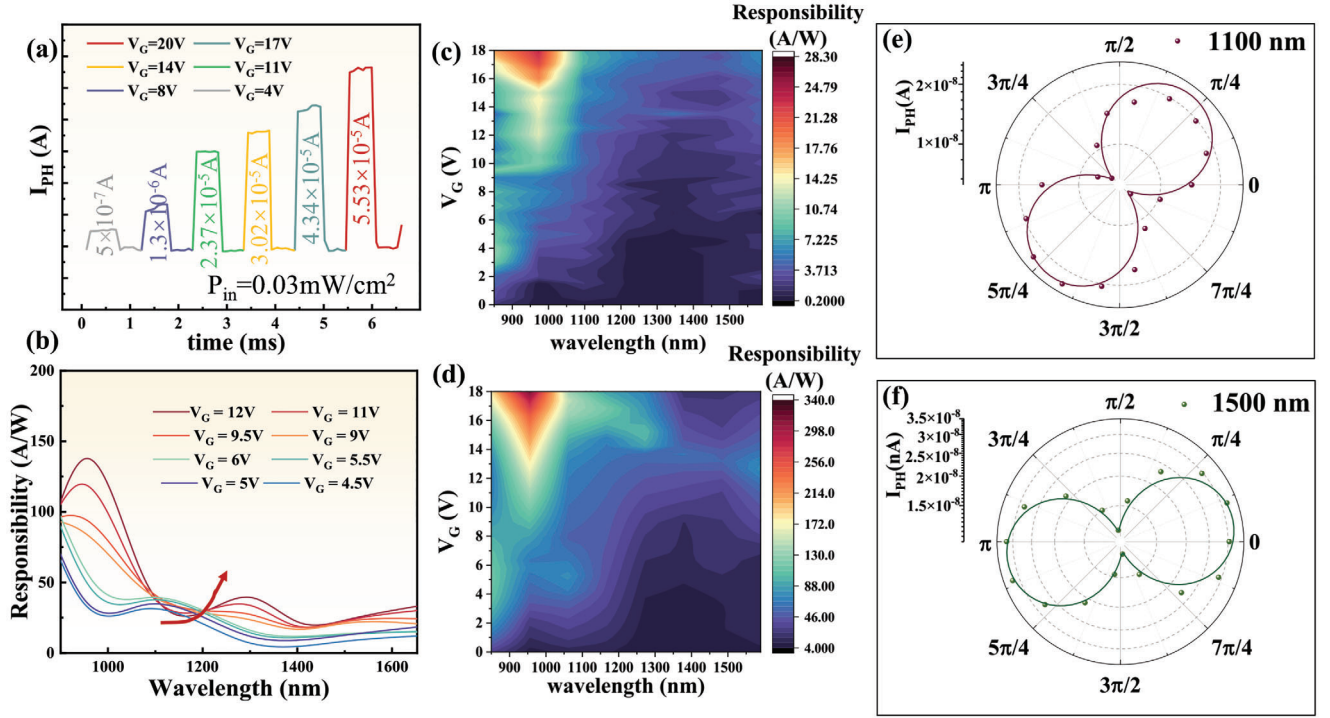 (a)
V_G=20V
V_G=17V
V_G=14V
V_G=11V
V_G=8V
V_G=4V
I_PH (A)
5×10⁻⁷A
1.3×10⁻⁶A
2.37×10⁻⁵A
3.02×10⁻⁵A
4.34×10⁻⁵A
5.53×10⁻⁵A
P_in=0.03mW/cm²
0 1 2 3 4 5 6
time (ms)
(b)
200
150
100
50
0
Responsibility (A/W)
V_G = 12V
V_G = 11V
V_G = 9.5V
V_G = 9V
V_G = 6V
V_G = 5.5V
V_G = 5V
V_G = 4.5V
1000 1200 1400 1600
Wavelength (nm)
(c)
Responsibility
(A/W)
18
16
14
12
10
8
6
4
2
0
V_G (V)
900 1000 1100 1200 1300 1400 1500
wavelength (nm)
28.30
24.79
21.28
17.76
14.25
10.74
7.225
3.713
0.2000
(d)
Responsibility
(A/W)
18
16
14
12
10
8
6
4
2
0
V_G (V)
900 1000 1100 1200 1300 1400 1500
wavelength (nm)
340.0
298.0
256.0
214.0
172.0
130.0
88.00
46.00
4.000
(e)
1100 nm
I_PH(A)
2×10⁻⁸
1×10⁻⁸
π/2
3π/4
π/4
π
0
5π/4
7π/4
3π/2
(f)
1500 nm
I_PH(nA)
3.5×10⁻⁸
3×10⁻⁸
2×10⁻⁸
1.5×10⁻⁸
π/2
3π/4
π/4
π
0
5π/4
7π/4
3π/2